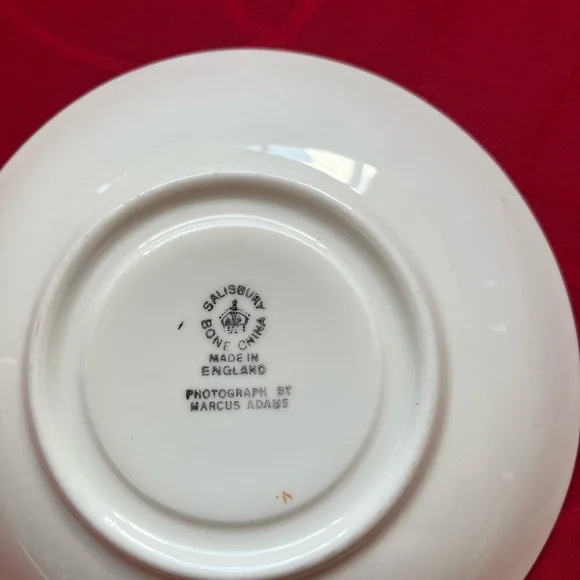 SALISBURY
BONE CHINA
MADE IN
ENGLAND
PHOTOGRAPH BY
MARCUS ADAMS
V.